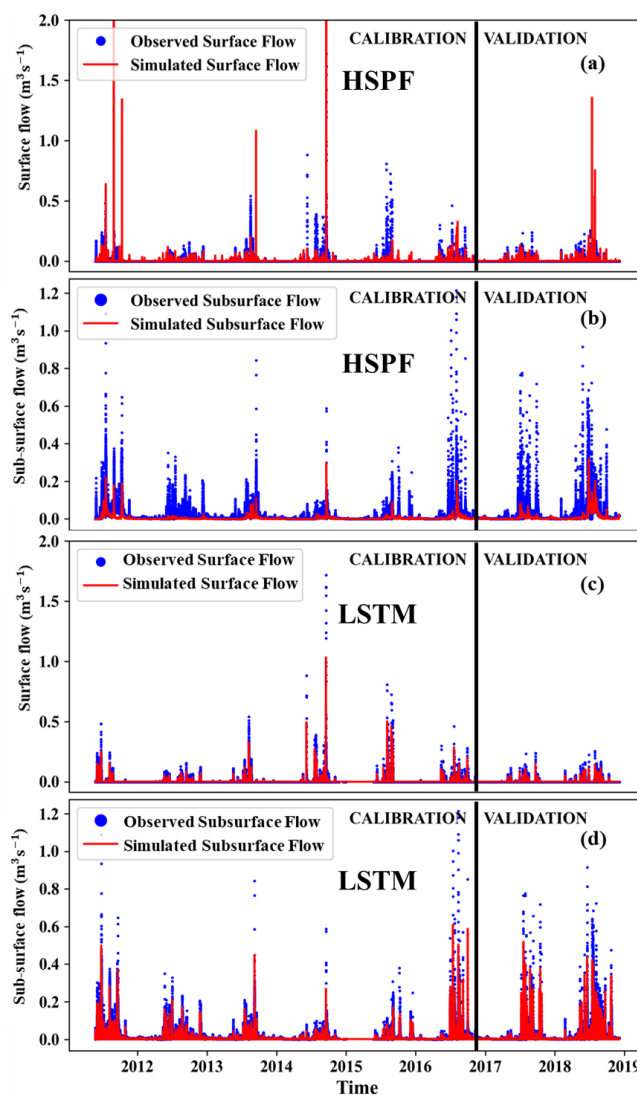 2.0
1.5
1.0
0.5
0.0
Surface flow (m³s⁻¹)
Observed Surface Flow
Simulated Surface Flow
CALIBRATION
VALIDATION
HSPF
(a)
1.2
1.0
0.8
0.6
0.4
0.2
0.0
Sub-surface flow (m³s⁻¹)
Observed Subsurface Flow
Simulated Subsurface Flow
CALIBRATION
VALIDATION
HSPF
(b)
2.0
1.5
1.0
0.5
0.0
Surface flow (m³s⁻¹)
Observed Surface Flow
Simulated Surface Flow
CALIBRATION
VALIDATION
LSTM
(c)
1.2
1.0
0.8
0.6
0.4
0.2
0.0
Sub-surface flow (m³s⁻¹)
Observed Subsurface Flow
Simulated Subsurface Flow
CALIBRATION
VALIDATION
LSTM
(d)
2012 2013 2014 2015 2016 2017 2018 2019
Time